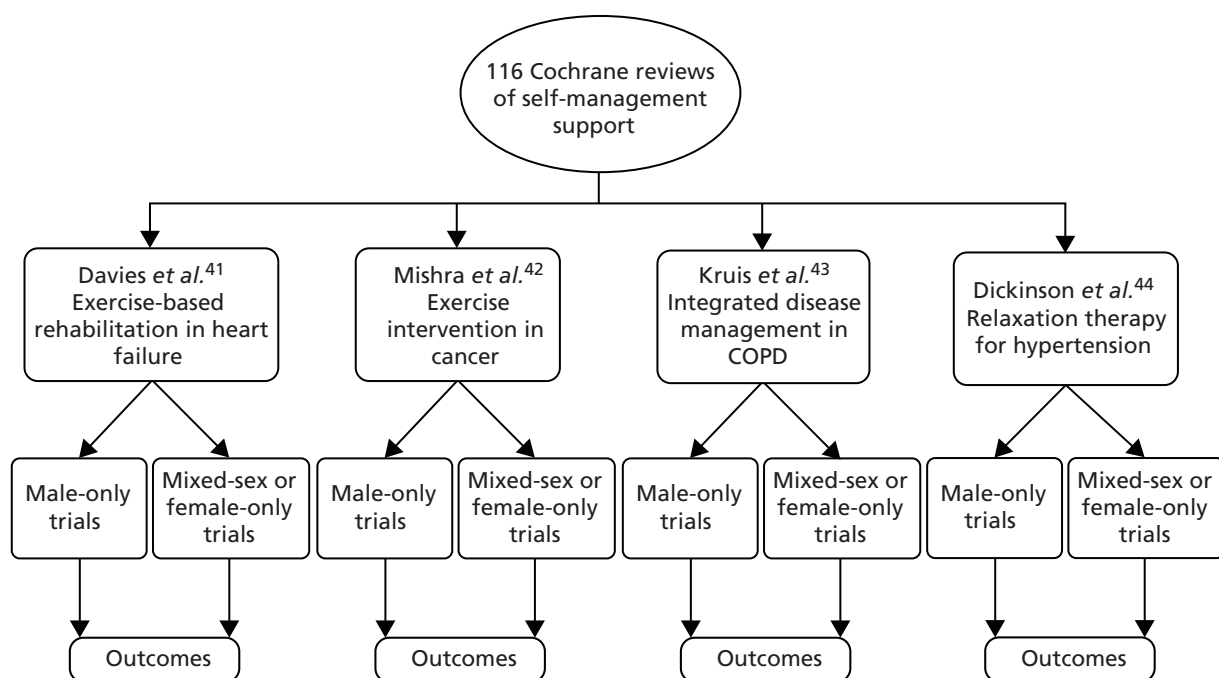 116 Cochrane reviews
of self-management
support
Davies et al.41
Exercise-based
rehabilitation in heart
failure
Mishra et al.42
Exercise
intervention in
cancer
Kruis et al.43
Integrated disease
management in
COPD
Dickinson et al.44
Relaxation therapy
for hypertension
Male-only
trials
Mixed-sex or
female-only
trials
Male-only
trials
Mixed-sex or
female-only
trials
Male-only
trials
Mixed-sex or
female-only
trials
Male-only
trials
Mixed-sex or
female-only
trials
Outcomes
Outcomes
Outcomes
Outcomes